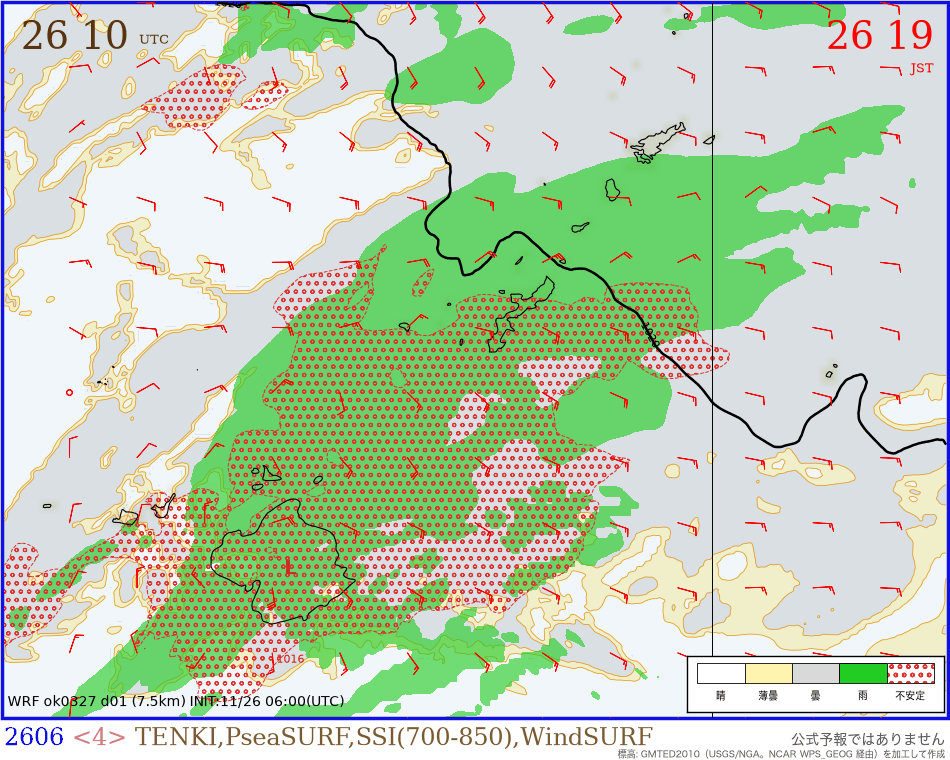 26 10 UTC
26 19
JST
1016
晴 薄曇 曇 雨 不安定
WRF ok0327 d01 (7.5km) INIT:11/26 06:00(UTC)
2606 <4> TENKI,PseaSURF,SSI(700-850),WindSURF
公式予報ではありません
標高: GMTED2010（USGS/NGA。NCAR WPS_GEOG 経由）を加工して作成